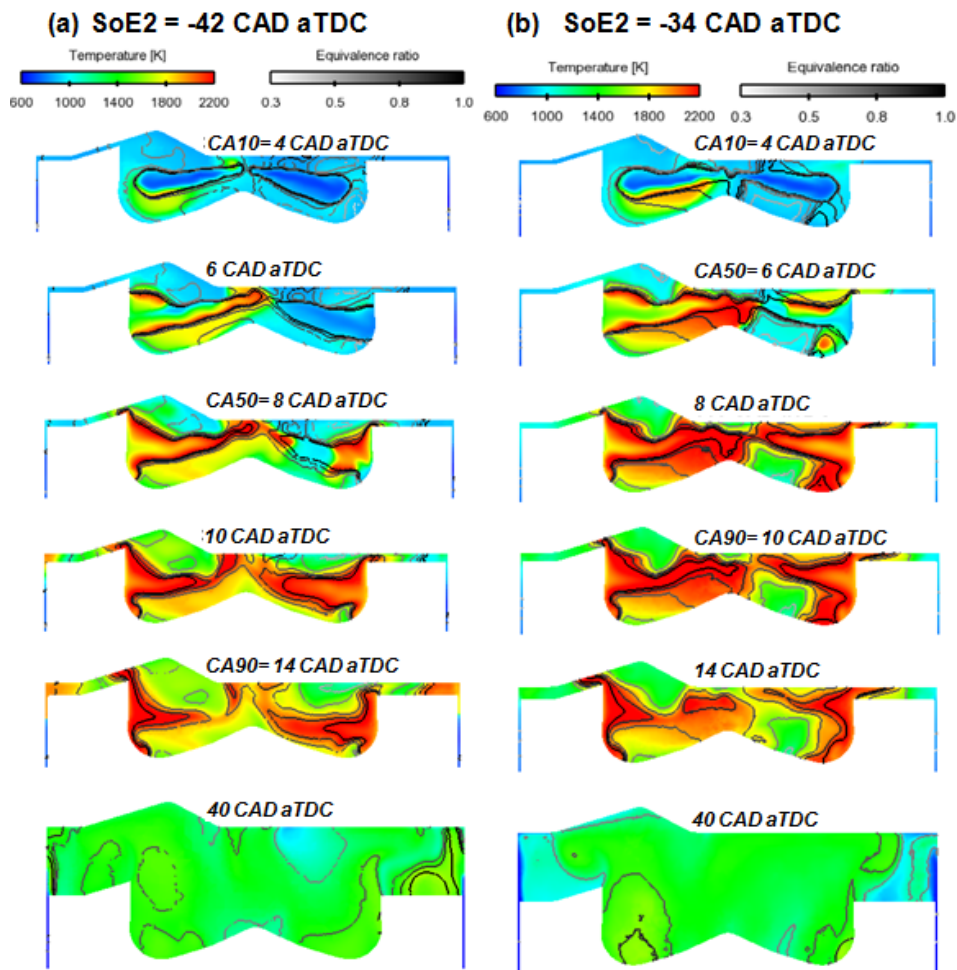 (a) SoE2 = -42 CAD aTDC
Temperature [K]
600 1000 1400 1800 2200
Equivalence ratio
0.3 0.5 0.8 1.0
CA10= 4 CAD aTDC
6 CAD aTDC
CA50= 8 CAD aTDC
10 CAD aTDC
CA90= 14 CAD aTDC
40 CAD aTDC
(b) SoE2 = -34 CAD aTDC
Temperature [K]
600 1000 1400 1800 2200
Equivalence ratio
0.3 0.5 0.8 1.0
CA10= 4 CAD aTDC
CA50= 6 CAD aTDC
8 CAD aTDC
CA90= 10 CAD aTDC
14 CAD aTDC
40 CAD aTDC